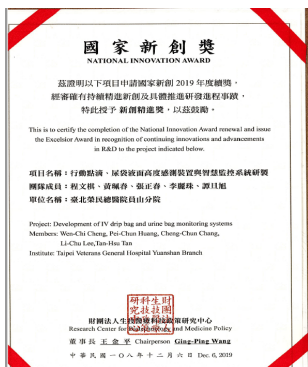 國家新創獎
NATIONAL INNOVATION AWARD
茲證明以下項目申請國家新創 2019 年度續獎,
經審確有持續精進新創及具體推進研發進程事蹟,
特此授予 新創精進獎,以茲鼓勵。
This is to certify the completion of the National Innovation Award renewal and issue
the Excelsior Award in recognition of continuing innovations and advancements
in R&D to the project indicated below.
項目名稱:行動點滴、尿袋液面高度感測裝置與智慧監控系統研製
團隊成員:程文祺、黃珮春、張正春、李麗珠、譚旦旭
單位名稱:臺北榮民總醫院員山分院
Project: Development of IV drip bag and urine bag monitoring systems
Members: Wen-Chi Cheng, Pei-Chun Huang, Cheng-Chun Chang,
Li-Chu Lee,Tan-Hsu Tan
Institute: Taipei Veterans General Hospital Yuanshan Branch
財團法人生技醫療科技政策研究中心
Research Center for Biotechnology and Medicine Policy
董事長 王金平 Chairperson Ging-Ping Wang
中華民國一〇八年十二月六日 Dec. 6, 2019